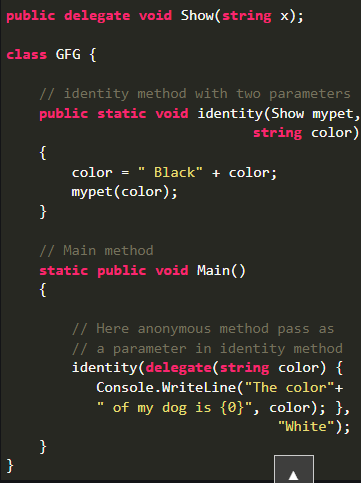 public delegate void Show(string x);
class GFG {
// identity method with two parameters
public static void identity(Show mypet,
string color)
{
color = " Black" + color;
mypet(color);
}
// Main method
static public void Main()
{
// Here anonymous method pass as
// a parameter in identity method
identity(delegate(string color) {
Console.WriteLine("The color"+
" of my dog is {0}", color); },
"White");
}
}